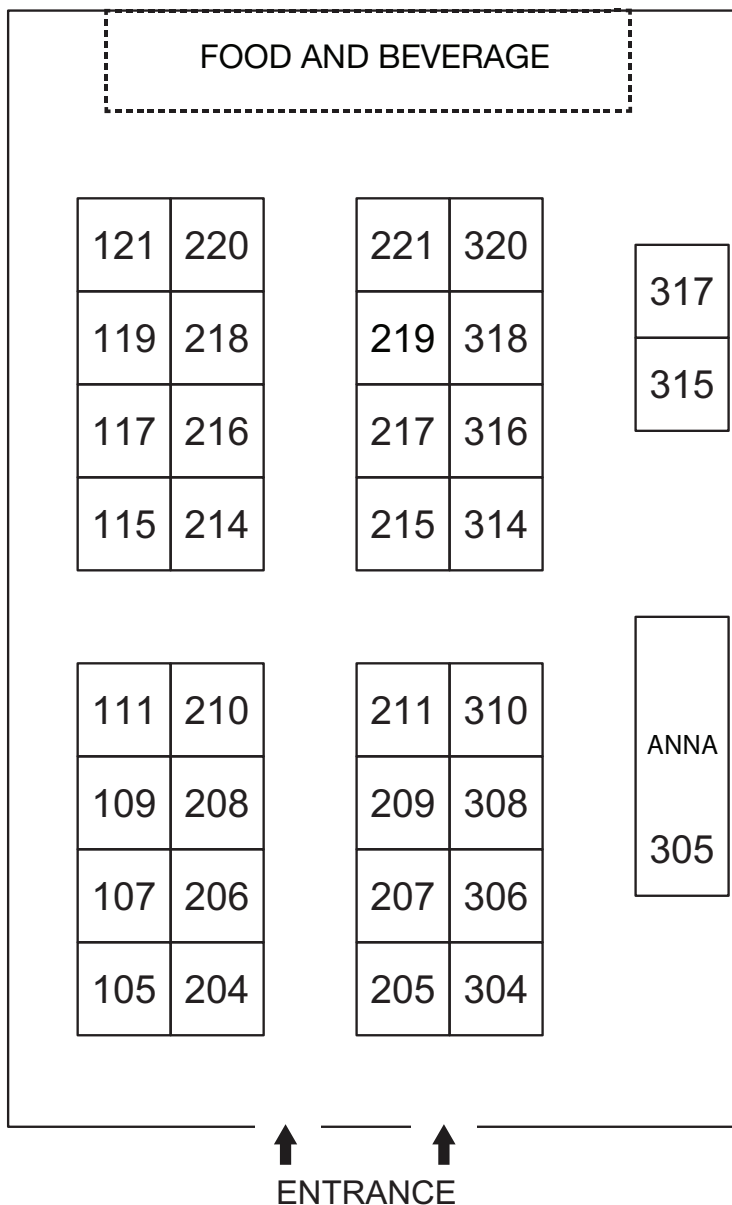 FOOD AND BEVERAGE
121 220 221 320
317
119 218 219 318
315
117 216 217 316
115 214 215 314
111 210 211 310
ANNA
109 208 209 308
305
107 206 207 306
105 204 205 304
ENTRANCE